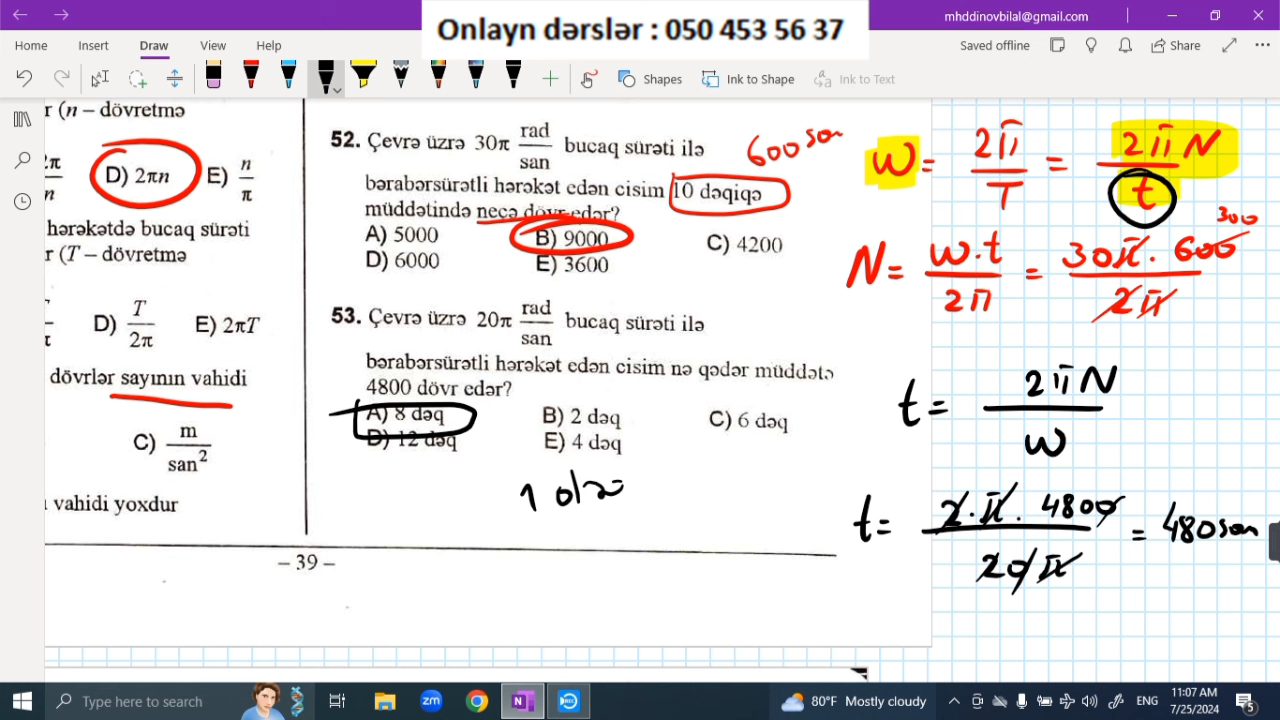 mhddinovbilal@gmail.com
Onlayn dərslər : 050 453 56 37
Home Insert Draw View Help
Saved offline Share
Shapes Ink to Shape Ink to Text
r (n – dövretmə
2π/n D) 2πn E) n/π
hərəkətdə bucaq sürəti
r (T – dövretmə
D) T/2π E) 2πT
dövrlər sayının vahidi
C) m/san²
vahidi yoxdur
52. Çevrə üzrə 30π rad/san bucaq sürəti ilə
600 san
bərabərsürətli hərəkət edən cisim 10 dəqiqə
müddətində neçə dövr edər?
A) 5000 B) 9000 C) 4200
D) 6000 E) 3600
53. Çevrə üzrə 20π rad/san bucaq sürəti ilə
bərabərsürətli hərəkət edən cisim nə qədər müddətə
4800 dövr edər?
A) 8 dəq B) 2 dəq C) 6 dəq
D) 12 dəq E) 4 dəq
– 39 –
ω = 2π/T = 2πN/t
300
N = ω·t/2π = 30π·600/2π
t = 2πN/ω
t = 2·π·4800/20π = 480 san
Type here to search
80°F Mostly cloudy
ENG
11:07 AM
7/25/2024
5